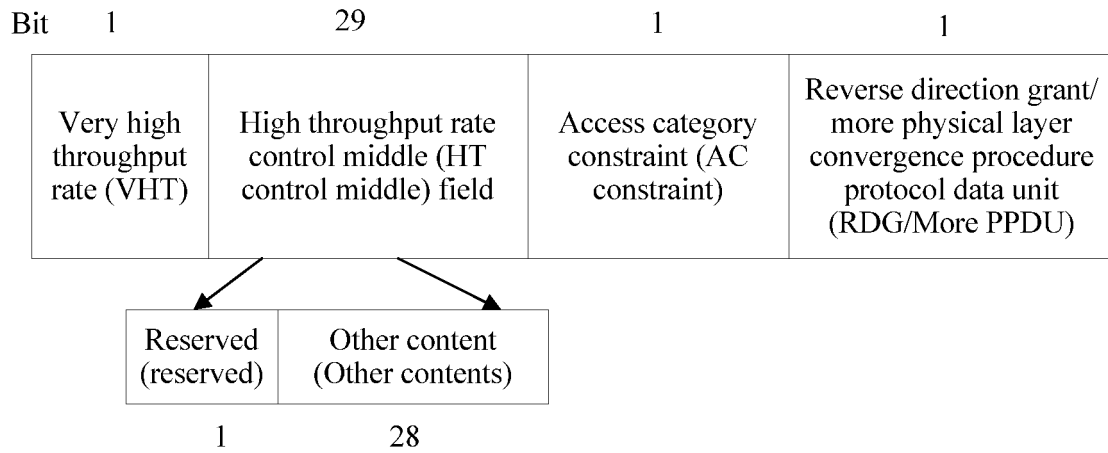 Bit 1 29 1 1
Very high
throughput
rate (VHT)
High throughput rate
control middle (HT
control middle) field
Access category
constraint (AC
constraint)
Reverse direction grant/
more physical layer
convergence procedure
protocol data unit
(RDG/More PPDU)
Reserved
(reserved)
Other content
(Other contents)
1 28